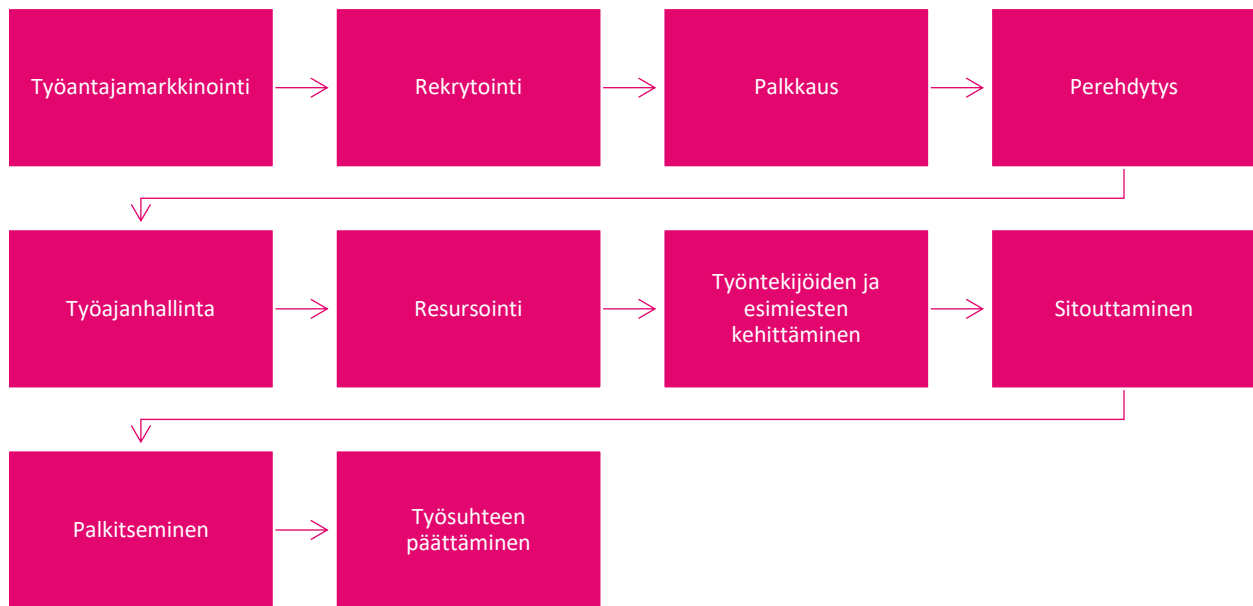 Työantajamarkkinointi
Rekrytointi
Palkkaus
Perehdytys
Työajanhallinta
Resursointi
Työntekijöiden ja
esimiesten
kehittäminen
Sitouttaminen
Palkitseminen
Työsuhteen
päättäminen